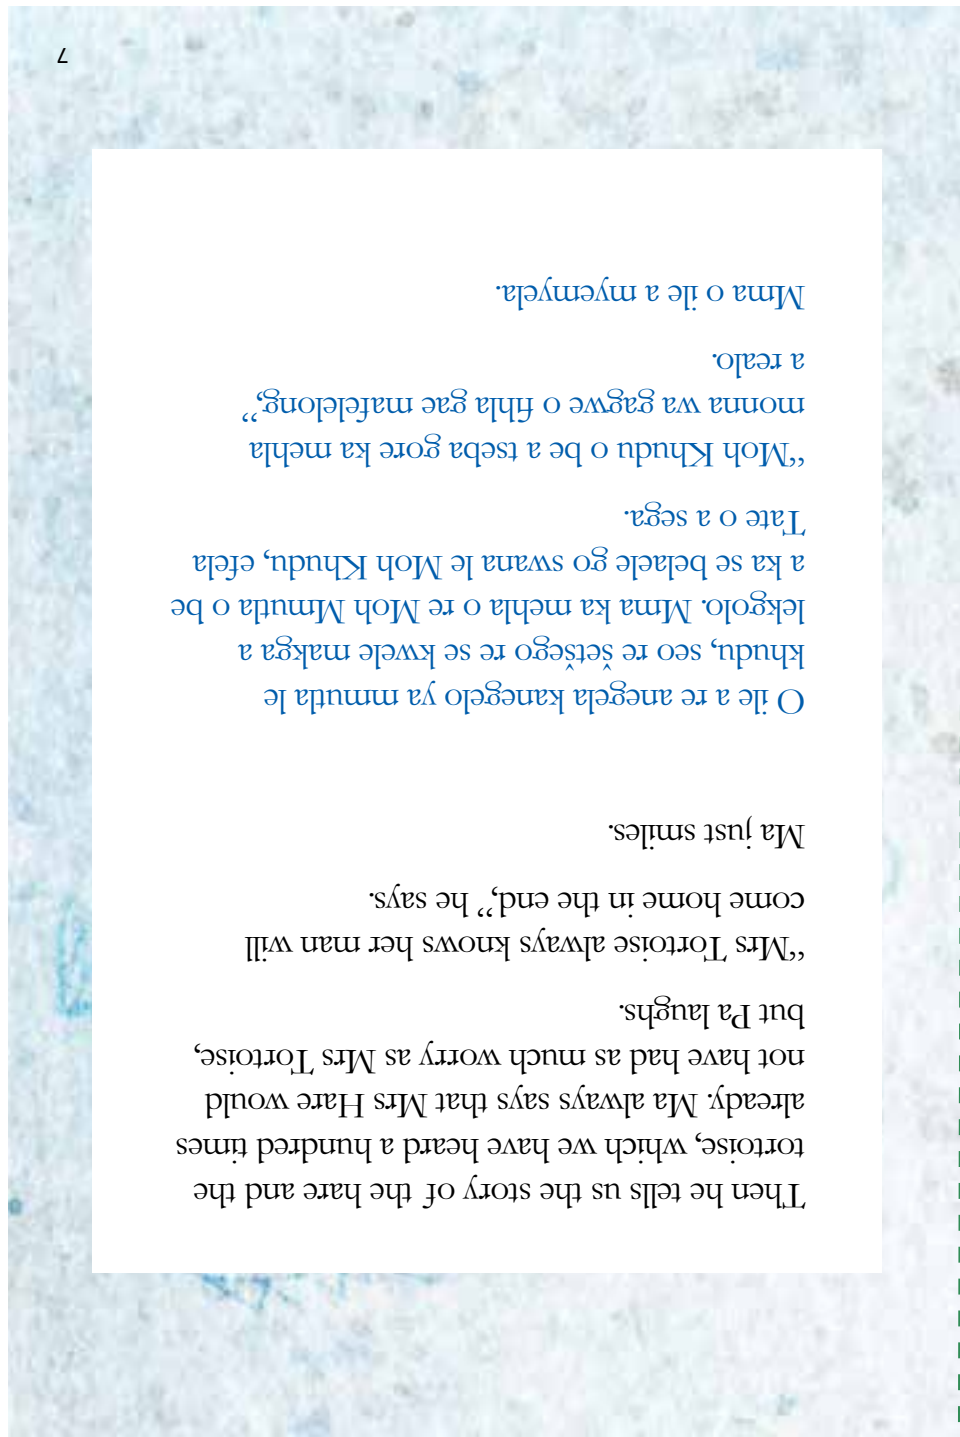 Then he tells us the story of the hare and the
tortoise, which we have heard a hundred times
already. Ma always says that Mrs Hare would
not have had as much worry as Mrs Tortoise,
but Pa laughs.
“Mrs Tortoise always knows her man will
come home in the end,” he says.
Ma just smiles.
O ile a re anegela kanegelo ya mmutla le
khudu, seo re šetšego re se kwele makga a
lekgolo. Mma ka mehla o re Moh Mmutla o be
a ka se belaele go swana le Moh Khudu, efela
Tate o a sega.
“Moh Khudu o be a tseba gore ka mehla
monna wa gagwe o fihla gae mafelelong,”
a realo.
Mma o ile a myemyela.
7